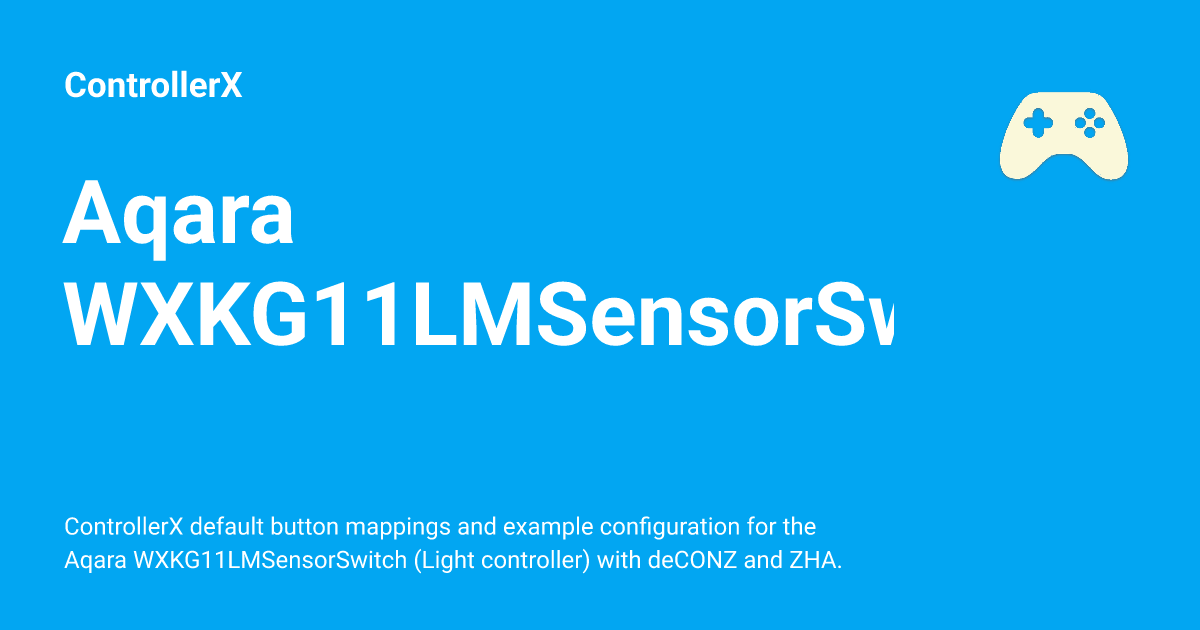 ControllerX
Aqara
WXKG11LMSensorSw
ControllerX default button mappings and example configuration for the
Aqara WXKG11LMSensorSwitch (Light controller) with deCONZ and ZHA.